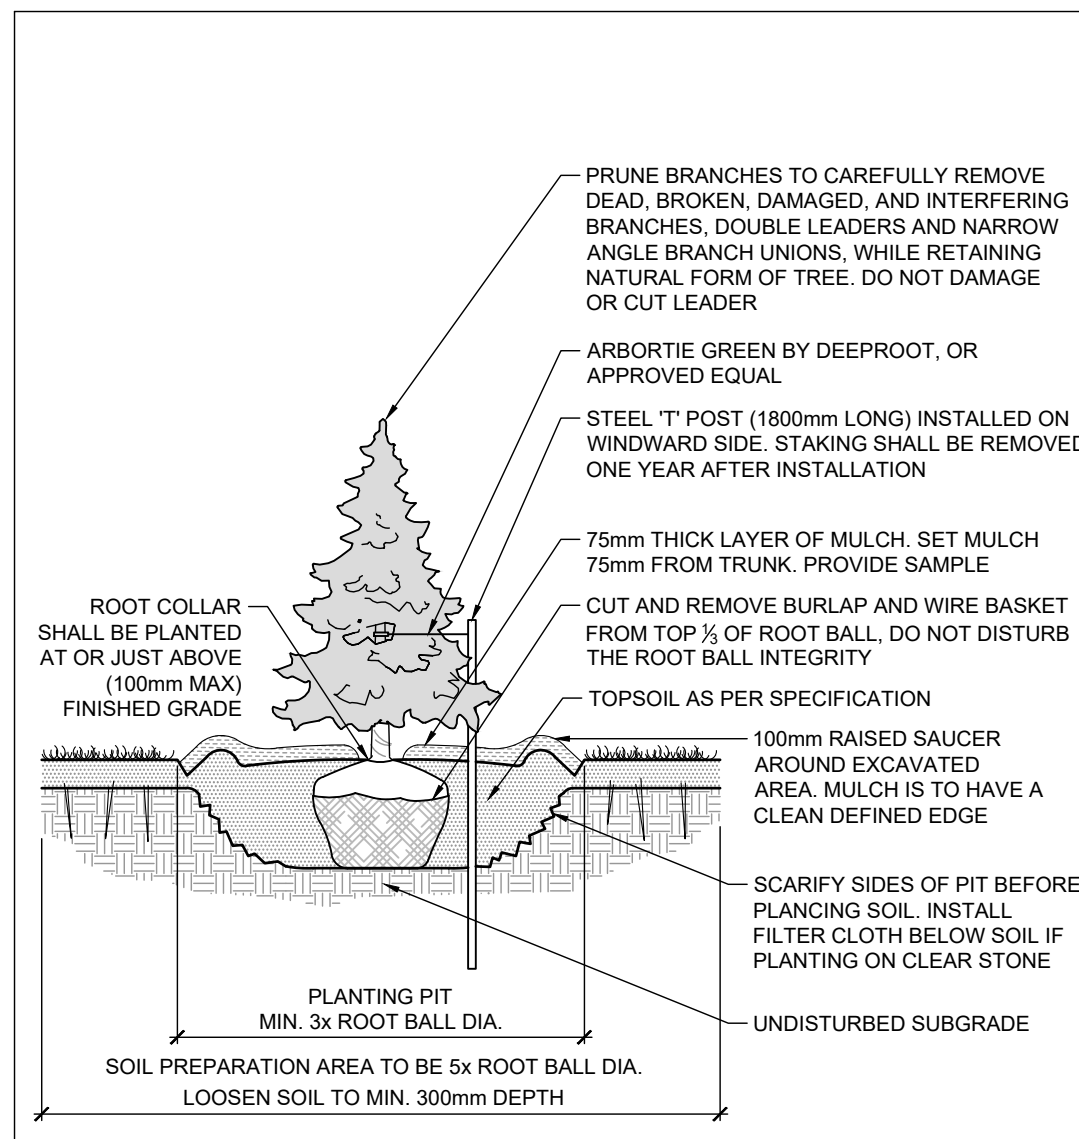 PRUNE BRANCHES TO CAREFULLY REMOVE
DEAD, BROKEN, DAMAGED, AND INTERFERING
BRANCHES, DOUBLE LEADERS AND NARROW
ANGLE BRANCH UNIONS, WHILE RETAINING
NATURAL FORM OF TREE. DO NOT DAMAGE
OR CUT LEADER
ARBORTIE GREEN BY DEEPROOT, OR
APPROVED EQUAL
STEEL 'T' POST (1800mm LONG) INSTALLED ON
WINDWARD SIDE. STAKING SHALL BE REMOVED
ONE YEAR AFTER INSTALLATION
75mm THICK LAYER OF MULCH. SET MULCH
75mm FROM TRUNK. PROVIDE SAMPLE
CUT AND REMOVE BURLAP AND WIRE BASKET
FROM TOP ⅓ OF ROOT BALL, DO NOT DISTURB
THE ROOT BALL INTEGRITY
ROOT COLLAR
SHALL BE PLANTED
AT OR JUST ABOVE
(100mm MAX)
FINISHED GRADE
TOPSOIL AS PER SPECIFICATION
100mm RAISED SAUCER
AROUND EXCAVATED
AREA. MULCH IS TO HAVE A
CLEAN DEFINED EDGE
SCARIFY SIDES OF PIT BEFORE
PLANCING SOIL. INSTALL
FILTER CLOTH BELOW SOIL IF
PLANTING ON CLEAR STONE
UNDISTURBED SUBGRADE
PLANTING PIT
MIN. 3x ROOT BALL DIA.
SOIL PREPARATION AREA TO BE 5x ROOT BALL DIA.
LOOSEN SOIL TO MIN. 300mm DEPTH